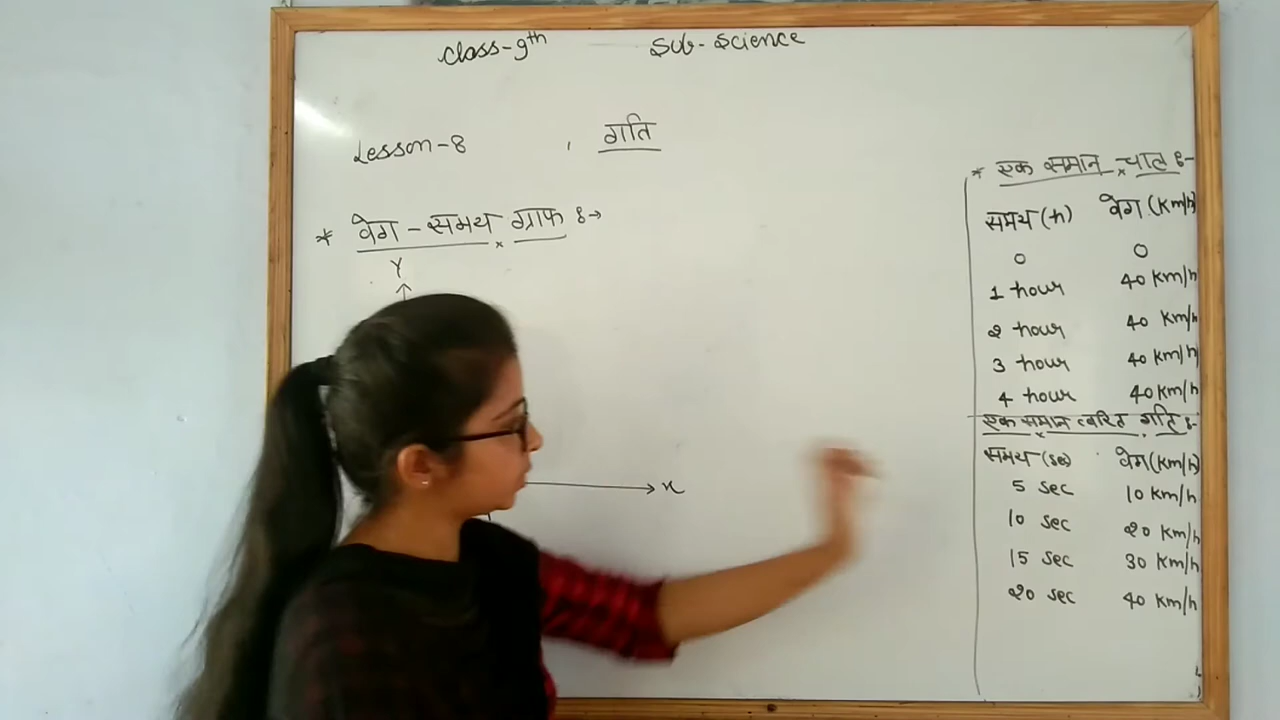 Class-9th Sub-Science
Lesson-8 , गति
* वेग-समय ग्राफ :→
Y
x
* एक समान चाल :-
समय (h) वेग (Km/h)
0 0
1 hour 40 Km/h
2 hour 40 Km/h
3 hour 40 Km/h
4 hour 40 Km/h
एक समान त्वरित गति :-
समय (sec) वेग (Km/h)
5 sec 10 Km/h
10 sec 20 Km/h
15 sec 30 Km/h
20 sec 40 Km/h